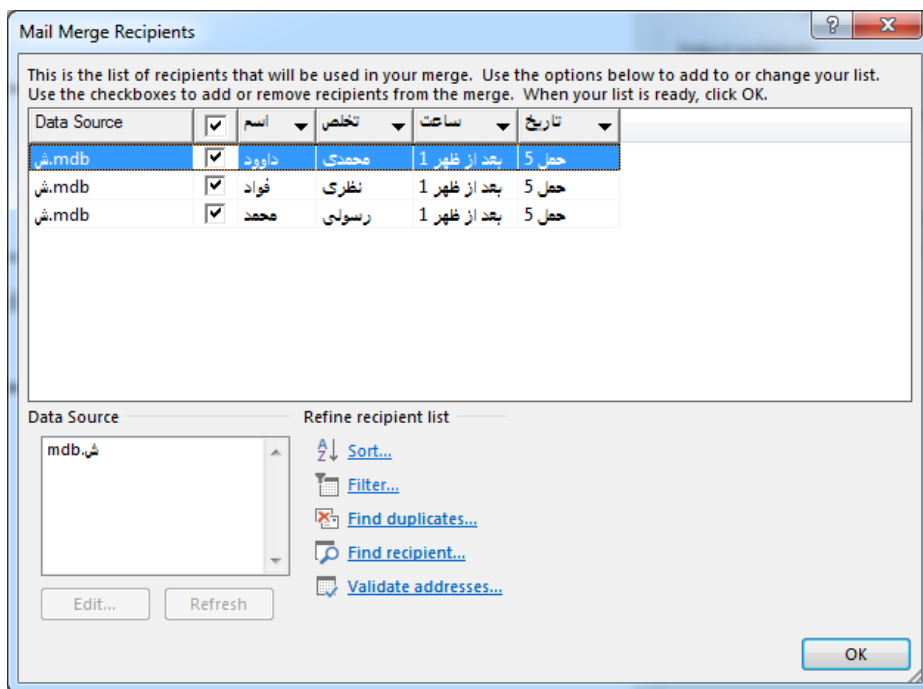 Mail Merge Recipients
This is the list of recipients that will be used in your merge. Use the options below to add to or change your list.
Use the checkboxes to add or remove recipients from the merge. When your list is ready, click OK.
Data Source اسم تخلص ساعت تاریخ
ش.mdb داوود محمدی 1 بعد از ظهر 5 حمل
ش.mdb فواد نظری 1 بعد از ظهر 5 حمل
ش.mdb محمد رسولی 1 بعد از ظهر 5 حمل
Data Source
ش.mdb
Edit... Refresh
Refine recipient list
Sort...
Filter...
Find duplicates...
Find recipient...
Validate addresses...
OK